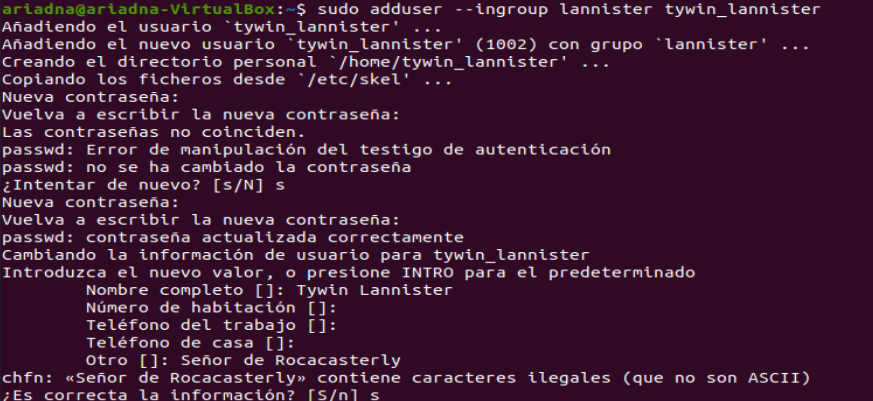 ariadna@ariadna-VirtualBox:~$ sudo adduser --ingroup lannister tywin_lannister
Añadiendo el usuario `tywin_lannister' ...
Añadiendo el nuevo usuario `tywin_lannister' (1002) con grupo `lannister' ...
Creando el directorio personal `/home/tywin_lannister' ...
Copiando los ficheros desde `/etc/skel' ...
Nueva contraseña:
Vuelva a escribir la nueva contraseña:
Las contraseñas no coinciden.
passwd: Error de manipulación del testigo de autenticación
passwd: no se ha cambiado la contraseña
¿Intentar de nuevo? [s/N] s
Nueva contraseña:
Vuelva a escribir la nueva contraseña:
passwd: contraseña actualizada correctamente
Cambiando la información de usuario para tywin_lannister
Introduzca el nuevo valor, o presione INTRO para el predeterminado
Nombre completo []: Tywin Lannister
Número de habitación []:
Teléfono del trabajo []:
Teléfono de casa []:
Otro []: Señor de Rocacasterly
chfn: «Señor de Rocacasterly» contiene caracteres ilegales (que no son ASCII)
¿Es correcta la información? [S/n] s